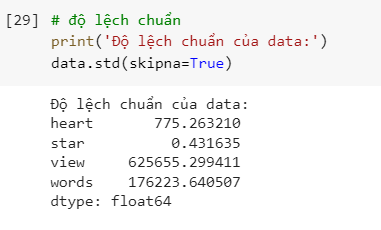 [29] # độ lệch chuẩn
print('Độ lệch chuẩn của data:')
data.std(skipna=True)
Độ lệch chuẩn của data:
heart 775.263210
star 0.431635
view 625655.299411
words 176223.640507
dtype: float64